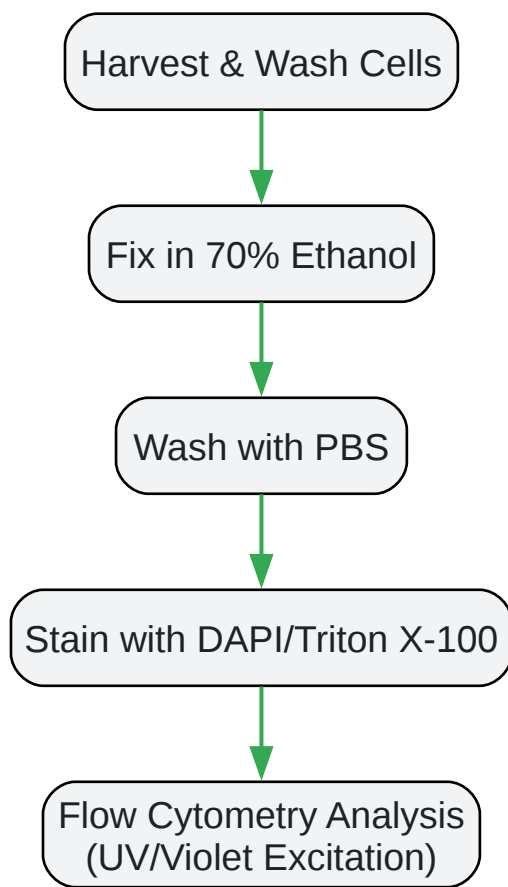 Harvest & Wash Cells
Fix in 70% Ethanol
Wash with PBS
Stain with DAPI/Triton X-100
Flow Cytometry Analysis
(UV/Violet Excitation)